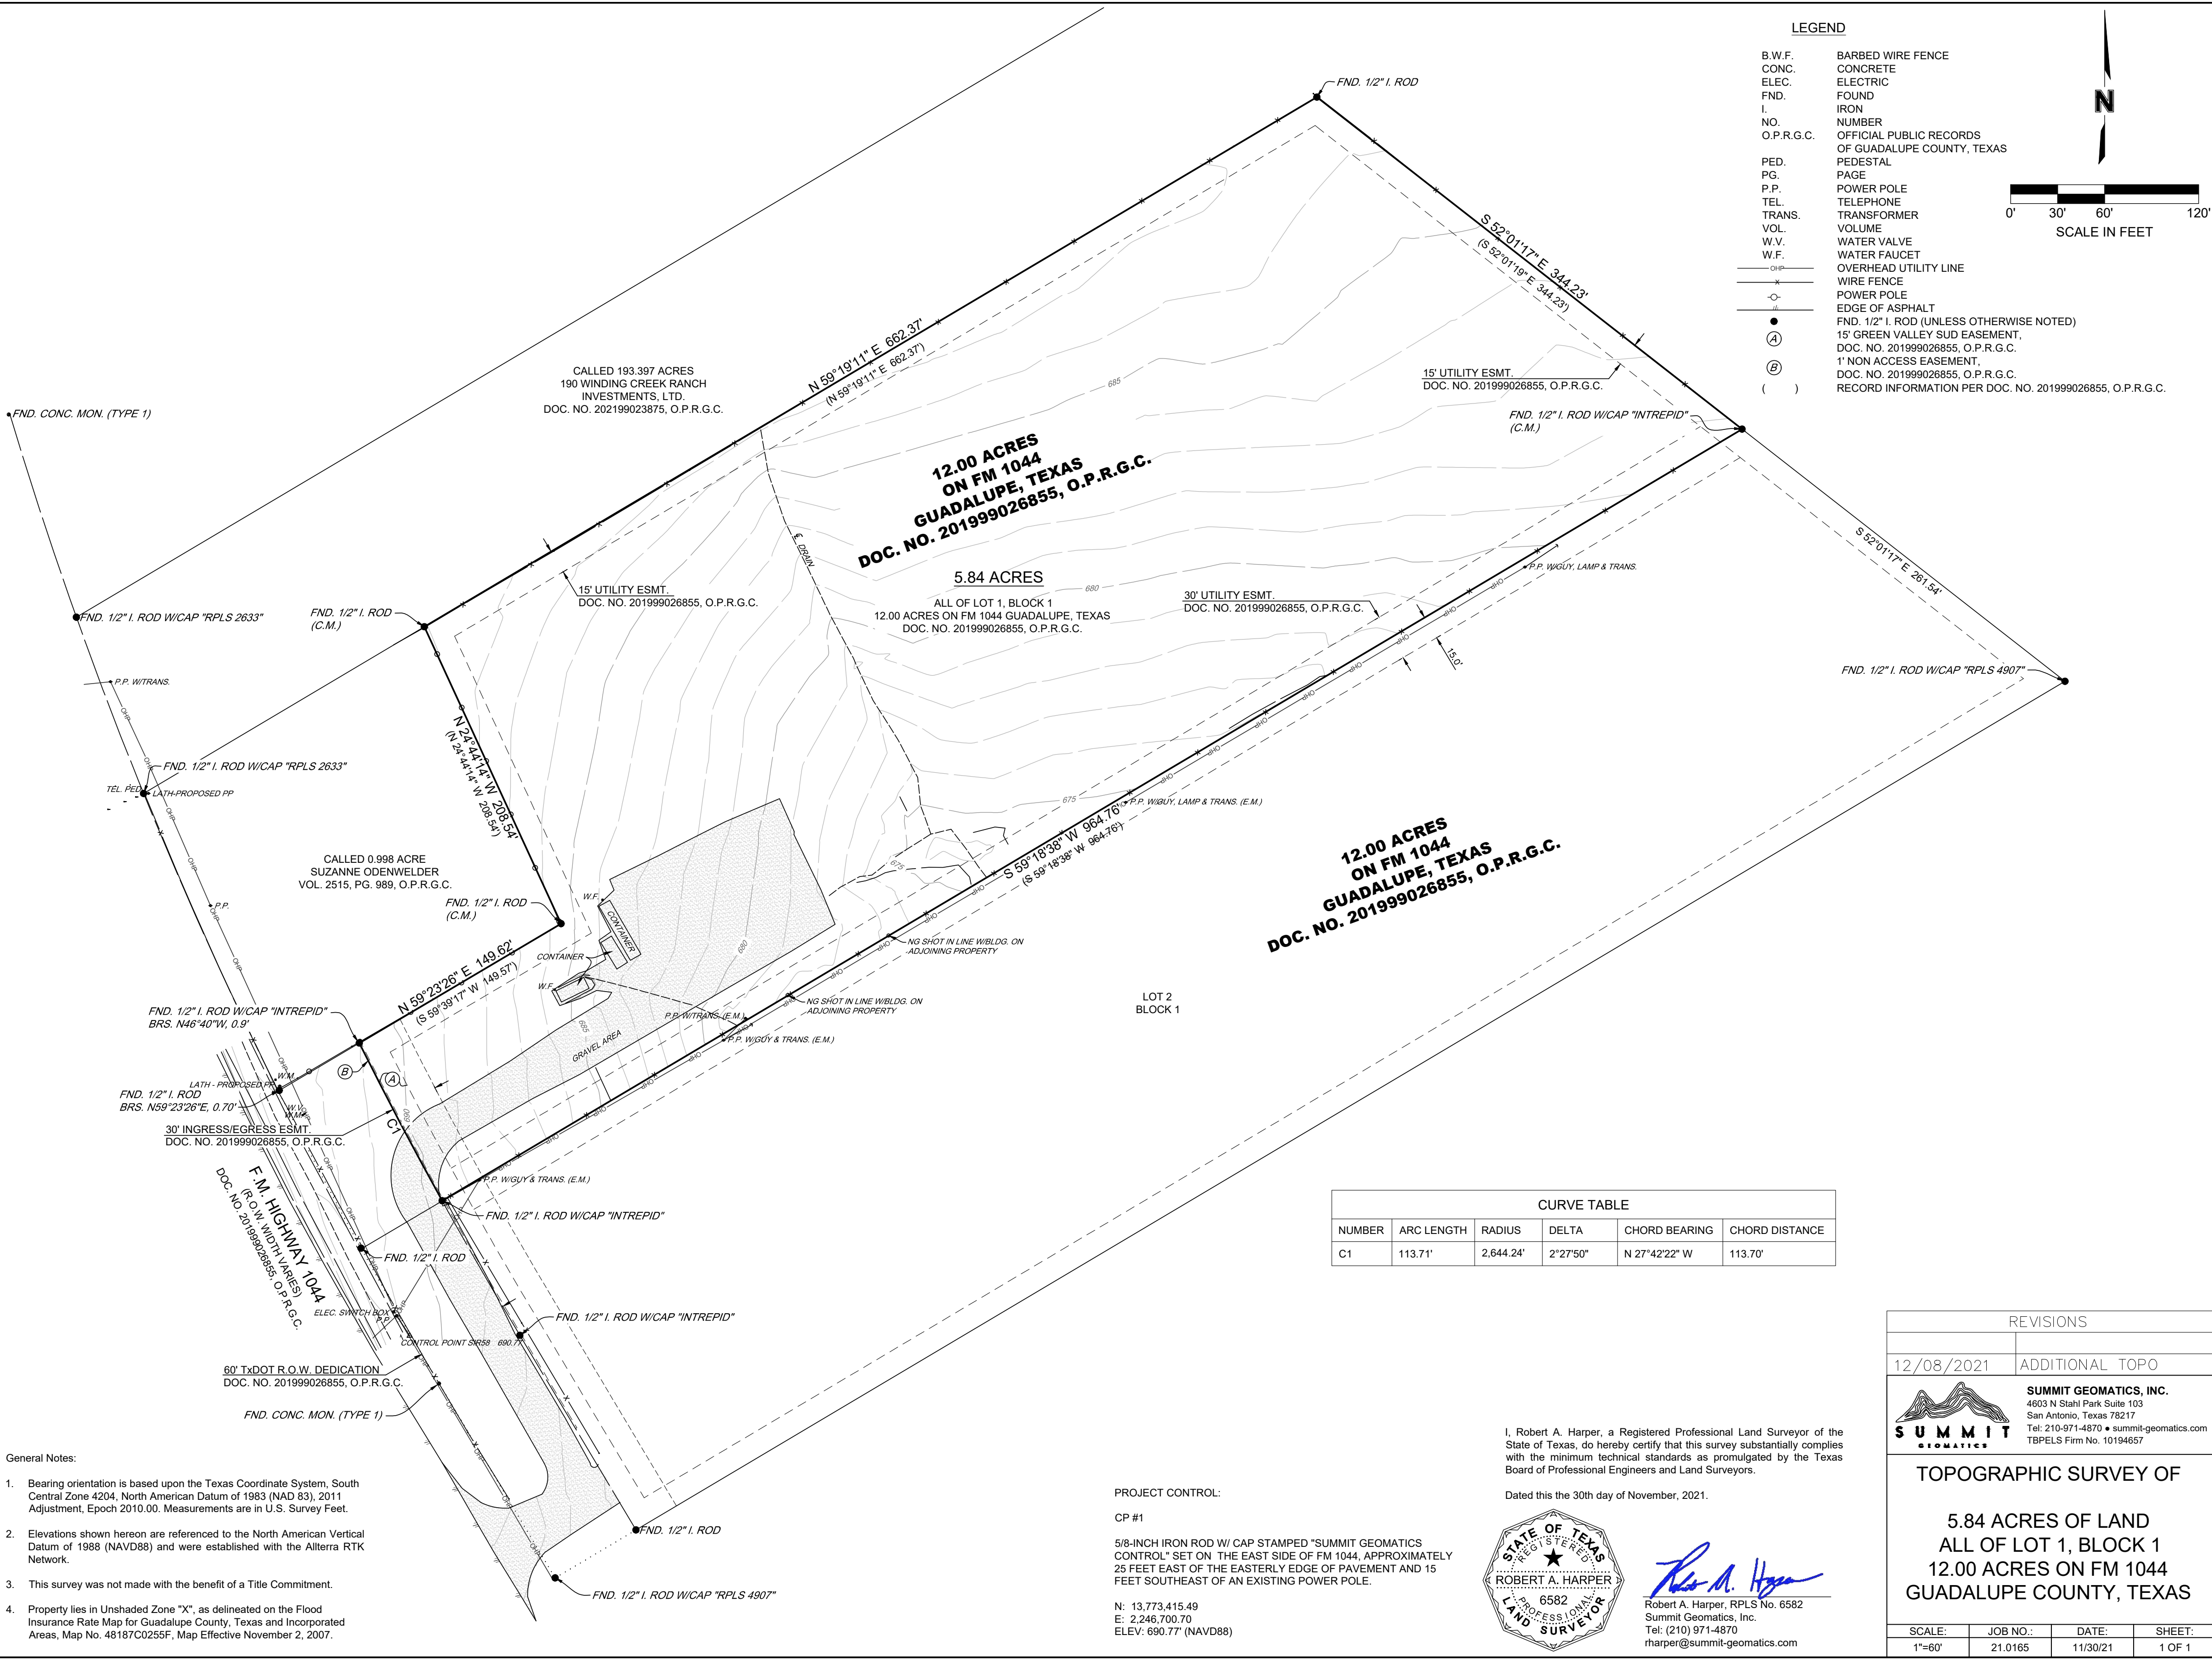 LEGEND
B.W.F. BARBED WIRE FENCE
CONC. CONCRETE
ELEC. ELECTRIC
FND. FOUND
I. IRON
NO. NUMBER
O.P.R.G.C. OFFICIAL PUBLIC RECORDS
OF GUADALUPE COUNTY, TEXAS
PED. PEDESTAL
PG. PAGE
P.P. POWER POLE
TEL. TELEPHONE
TRANS. TRANSFORMER
VOL. VOLUME
W.V. WATER VALVE
W.F. WATER FAUCET
OHP OVERHEAD UTILITY LINE
x WIRE FENCE
POWER POLE
EDGE OF ASPHALT
FND. 1/2" I. ROD (UNLESS OTHERWISE NOTED)
A 15' GREEN VALLEY SUD EASEMENT,
DOC. NO. 201999026855, O.P.R.G.C.
B 1' NON ACCESS EASEMENT,
DOC. NO. 201999026855, O.P.R.G.C.
( ) RECORD INFORMATION PER DOC. NO. 201999026855, O.P.R.G.C.
N
0' 30' 60' 120'
SCALE IN FEET
FND. 1/2" I. ROD
S 52°01'17" E 344.23'
(S 52°01'19" E 344.23')
N 59°19'11" E 662.37'
(N 59°19'11" E 662.37')
CALLED 193.397 ACRES
190 WINDING CREEK RANCH
INVESTMENTS, LTD.
DOC. NO. 202199023875, O.P.R.G.C.
FND. CONC. MON. (TYPE 1)
685
15' UTILITY ESMT.
DOC. NO. 201999026855, O.P.R.G.C.
FND. 1/2" I. ROD W/CAP "INTREPID"
(C.M.)
12.00 ACRES
ON FM 1044
GUADALUPE, TEXAS
DOC. NO. 201999026855, O.P.R.G.C.
℄ DRAIN
5.84 ACRES
ALL OF LOT 1, BLOCK 1
12.00 ACRES ON FM 1044 GUADALUPE, TEXAS
DOC. NO. 201999026855, O.P.R.G.C.
680
15' UTILITY ESMT.
DOC. NO. 201999026855, O.P.R.G.C.
30' UTILITY ESMT.
DOC. NO. 201999026855, O.P.R.G.C.
P.P. W/GUY, LAMP & TRANS.
S 52°01'17" E 261.54'
15.0'
FND. 1/2" I. ROD W/CAP "RPLS 4907"
FND. 1/2" I. ROD W/CAP "RPLS 2633"
FND. 1/2" I. ROD
(C.M.)
P.P. W/TRANS.
N 24°44'14" W 208.54'
(N 24°44'14" W 208.54')
FND. 1/2" I. ROD W/CAP "RPLS 2633"
TEL. PED.
LATH-PROPOSED PP
675
P.P. W/GUY, LAMP & TRANS. (E.M.)
S 59°18'38" W 964.76'
(S 59°18'38" W 964.76')
675
CALLED 0.998 ACRE
SUZANNE ODENWELDER
VOL. 2515, PG. 989, O.P.R.G.C.
P.P.
FND. 1/2" I. ROD
(C.M.)
W.F.
CONTAINER
CONTAINER
W.F.
680
NG SHOT IN LINE W/BLDG. ON
ADJOINING PROPERTY
NG SHOT IN LINE W/BLDG. ON
ADJOINING PROPERTY
12.00 ACRES
ON FM 1044
GUADALUPE, TEXAS
DOC. NO. 201999026855, O.P.R.G.C.
LOT 2
BLOCK 1
N 59°23'26" E 149.62'
(S 59°39'17" W 149.57')
685
GRAVEL AREA
P.P. W/TRANS. (E.M.)
P.P. W/GUY & TRANS. (E.M.)
FND. 1/2" I. ROD W/CAP "INTREPID"
BRS. N46°40"W, 0.9'
B
A
LATH - PROPOSED PP
W.M.
FND. 1/2" I. ROD
BRS. N59°23'26"E, 0.70'
W.V.
W.M.
690
C1
30' INGRESS/EGRESS ESMT.
DOC. NO. 201999026855, O.P.R.G.C.
F.M. HIGHWAY 1044
(R.O.W. WIDTH VARIES)
DOC. NO. 201999026855, O.P.R.G.C.
P.P. W/GUY & TRANS. (E.M.)
FND. 1/2" I. ROD W/CAP "INTREPID"
FND. 1/2" I. ROD
ELEC. SWITCH BOX
P.P.
CONTROL POINT SIR58 690.77
FND. 1/2" I. ROD W/CAP "INTREPID"
60' TxDOT R.O.W. DEDICATION
DOC. NO. 201999026855, O.P.R.G.C.
FND. CONC. MON. (TYPE 1)
FND. 1/2" I. ROD
FND. 1/2" I. ROD W/CAP "RPLS 4907"
CURVE TABLE
NUMBER ARC LENGTH RADIUS DELTA CHORD BEARING CHORD DISTANCE
C1 113.71' 2,644.24' 2°27'50" N 27°42'22" W 113.70'
General Notes:
1. Bearing orientation is based upon the Texas Coordinate System, South
Central Zone 4204, North American Datum of 1983 (NAD 83), 2011
Adjustment, Epoch 2010.00. Measurements are in U.S. Survey Feet.
2. Elevations shown hereon are referenced to the North American Vertical
Datum of 1988 (NAVD88) and were established with the Allterra RTK
Network.
3. This survey was not made with the benefit of a Title Commitment.
4. Property lies in Unshaded Zone "X", as delineated on the Flood
Insurance Rate Map for Guadalupe County, Texas and Incorporated
Areas, Map No. 48187C0255F, Map Effective November 2, 2007.
PROJECT CONTROL:
CP #1
5/8-INCH IRON ROD W/ CAP STAMPED "SUMMIT GEOMATICS
CONTROL" SET ON THE EAST SIDE OF FM 1044, APPROXIMATELY
25 FEET EAST OF THE EASTERLY EDGE OF PAVEMENT AND 15
FEET SOUTHEAST OF AN EXISTING POWER POLE.
N: 13,773,415.49
E: 2,246,700.70
ELEV: 690.77' (NAVD88)
I, Robert A. Harper, a Registered Professional Land Surveyor of the
State of Texas, do hereby certify that this survey substantially complies
with the minimum technical standards as promulgated by the Texas
Board of Professional Engineers and Land Surveyors.
Dated this the 30th day of November, 2021.
STATE OF TEXAS
REGISTERED
ROBERT A. HARPER
6582
PROFESSIONAL
LAND SURVEYOR
Robert A. Harper, RPLS No. 6582
Summit Geomatics, Inc.
Tel: (210) 971-4870
rharper@summit-geomatics.com
REVISIONS
12/08/2021 ADDITIONAL TOPO
SUMMIT
GEOMATICS
SUMMIT GEOMATICS, INC.
4603 N Stahl Park Suite 103
San Antonio, Texas 78217
Tel: 210-971-4870 ● summit-geomatics.com
TBPELS Firm No. 10194657
TOPOGRAPHIC SURVEY OF
5.84 ACRES OF LAND
ALL OF LOT 1, BLOCK 1
12.00 ACRES ON FM 1044
GUADALUPE COUNTY, TEXAS
SCALE: JOB NO.: DATE: SHEET:
1"=60' 21.0165 11/30/21 1 OF 1